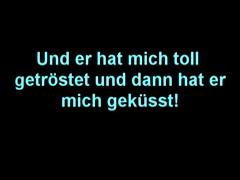 Und er hat mich toll
getröstet und dann hat er
mich geküsst!